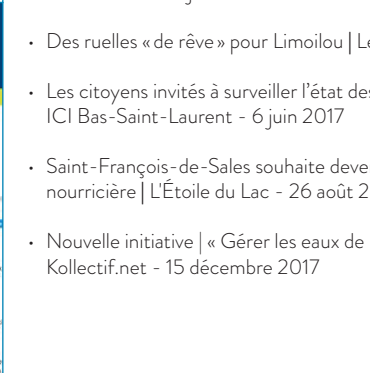 • Des ruelles « de rêve » pour Limoilou | Le
• Les citoyens invités à surveiller l'état des
ICI Bas-Saint-Laurent - 6 juin 2017
• Saint-François-de-Sales souhaite deve
nourricière | L'Étoile du Lac - 26 août 2
• Nouvelle initiative | « Gérer les eaux de
Kollectif.net - 15 décembre 2017